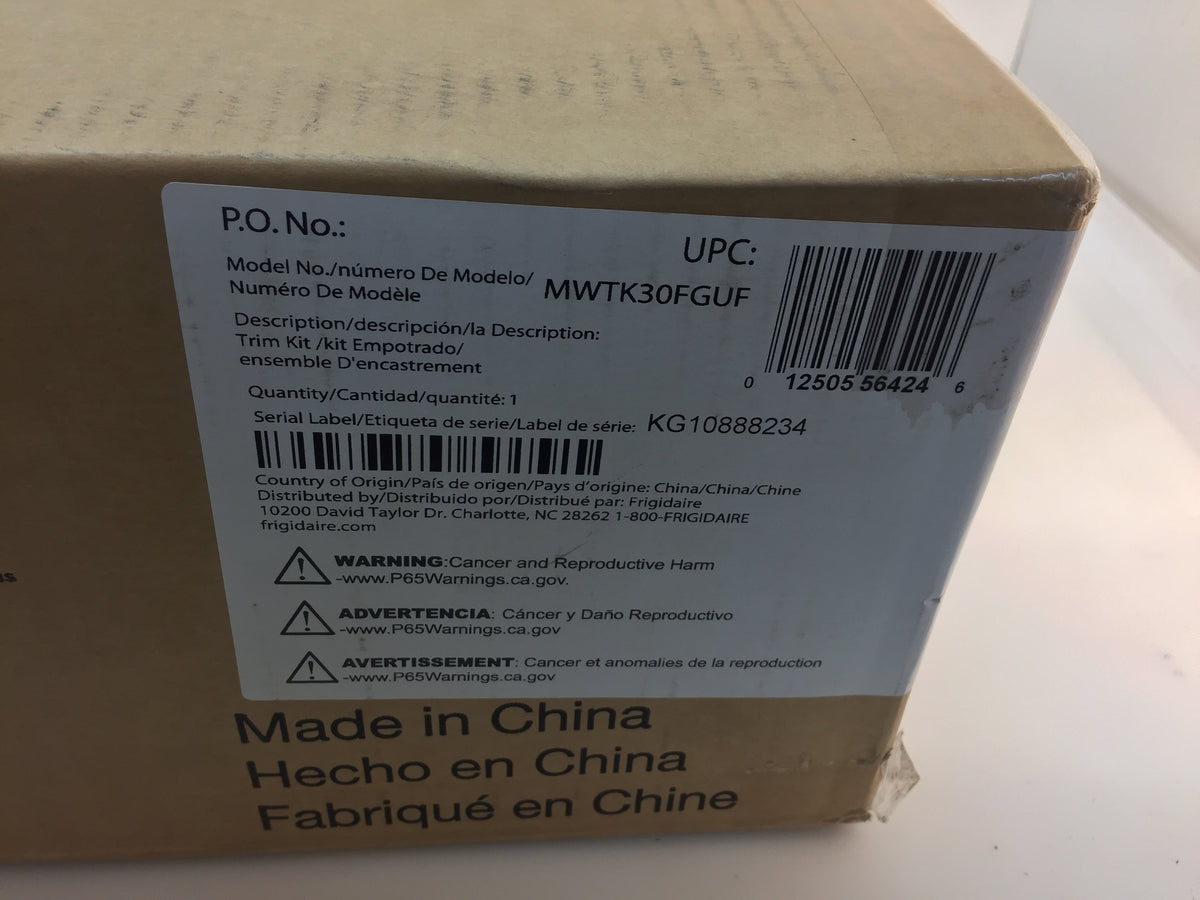 P.O. No.:
UPC:
Model No./número De Modelo/
Numéro De Modèle
MWTK30FGUF
0 12505 56424 6
Description/descripción/la Description:
Trim Kit /kit Empotrado/
ensemble D'encastrement
Quantity/Cantidad/quantité: 1
Serial Label/Etiqueta de serie/Label de série: KG10888234
Country of Origin/País de origen/Pays d'origine: China/China/Chine
Distributed by/Distribuido por/Distribué par: Frigidaire
10200 David Taylor Dr. Charlotte, NC 28262 1-800-FRIGIDAIRE
frigidaire.com
WARNING:Cancer and Reproductive Harm
-www.P65Warnings.ca.gov.
ADVERTENCIA: Cáncer y Daño Reproductivo
-www.P65Warnings.ca.gov
AVERTISSEMENT: Cancer et anomalies de la reproduction
-www.P65Warnings.ca.gov
Made in China
Hecho en China
Fabriqué en Chine